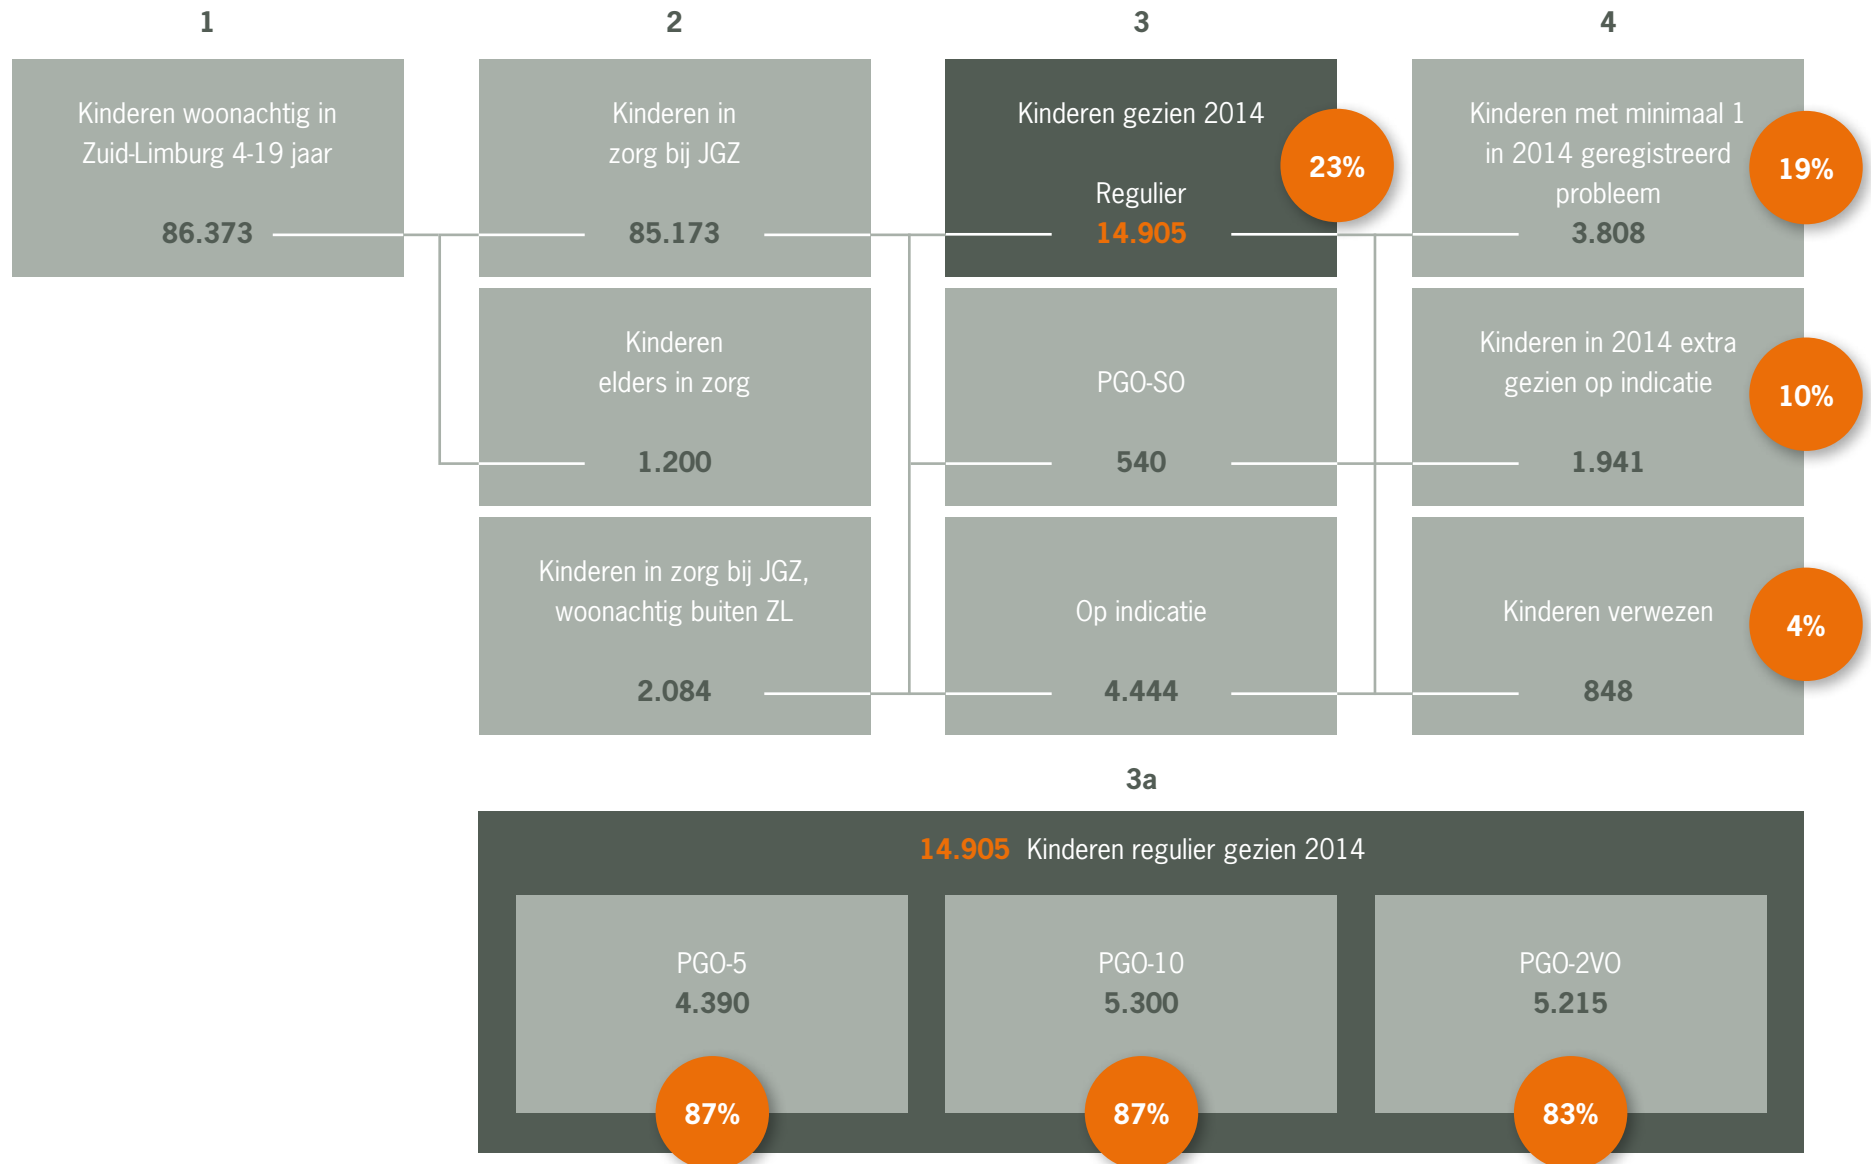 1
2
3
4
Kinderen woonachtig in
Zuid-Limburg 4-19 jaar
86.373
Kinderen in
zorg bij JGZ
85.173
Kinderen gezien 2014
Regulier
14.905
23%
Kinderen met minimaal 1
in 2014 geregistreerd
probleem
3.808
19%
Kinderen
elders in zorg
1.200
PGO-SO
540
Kinderen in 2014 extra
gezien op indicatie
1.941
10%
Kinderen in zorg bij JGZ,
woonachtig buiten ZL
2.084
Op indicatie
4.444
Kinderen verwezen
848
4%
3a
14.905 Kinderen regulier gezien 2014
PGO-5
4.390
87%
PGO-10
5.300
87%
PGO-2VO
5.215
83%